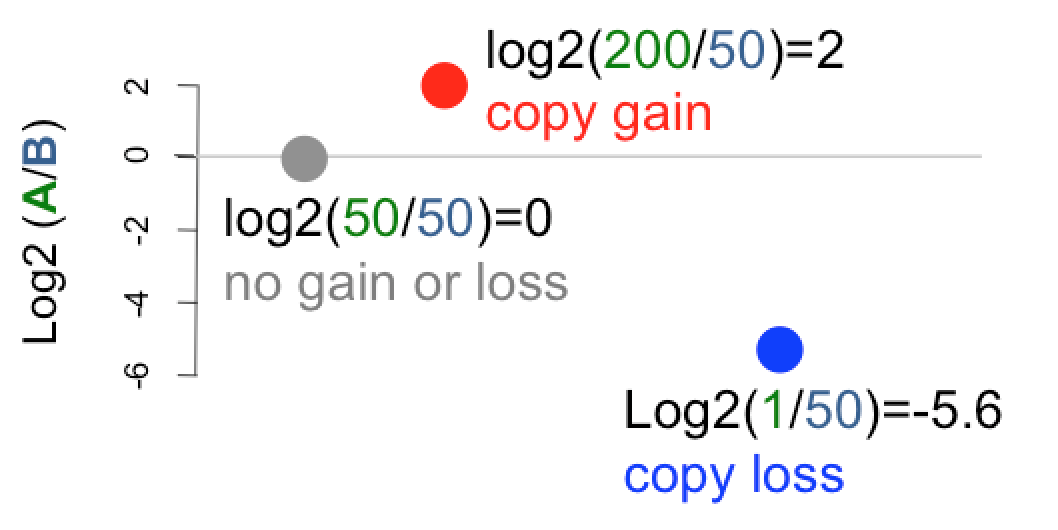 log2(200/50)=2
copy gain
2
0
-2
-4
-6
Log2 (A/B)
log2(50/50)=0
no gain or loss
Log2(1/50)=-5.6
copy loss